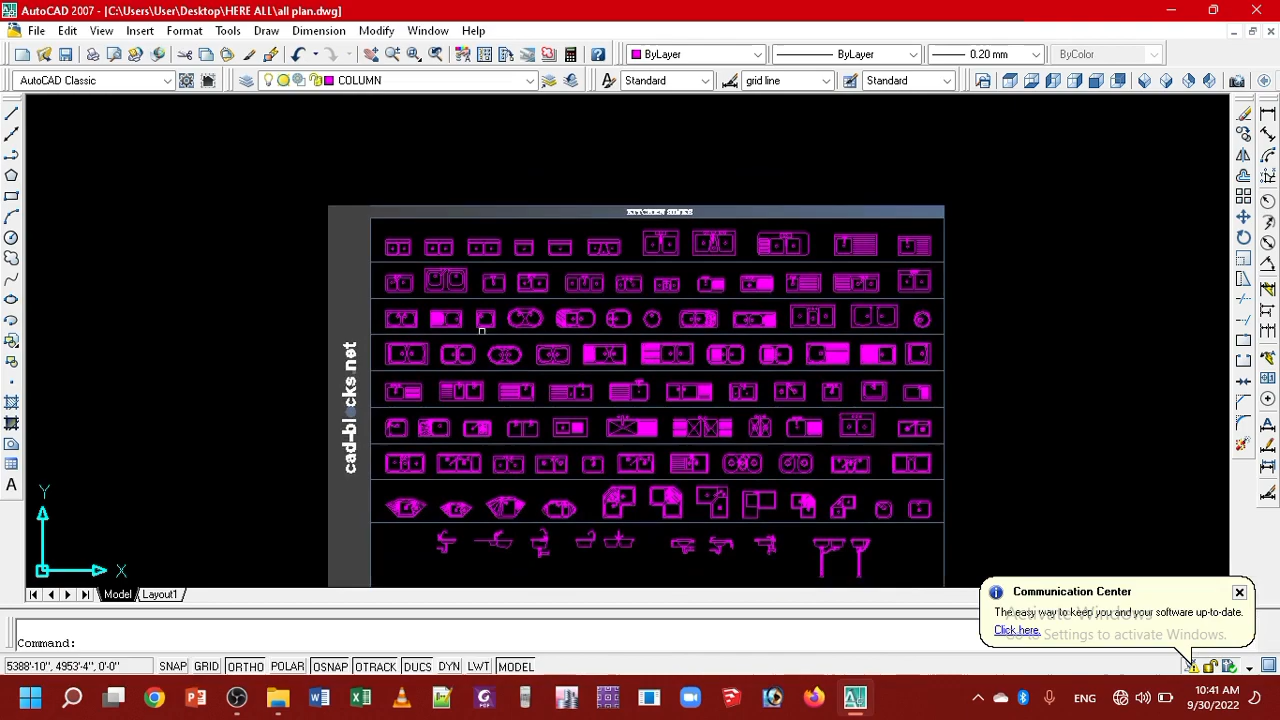 AutoCAD 2007 - [C:\Users\User\Desktop\HERE ALL\all plan.dwg]
File Edit View Insert Format Tools Draw Dimension Modify Window Help
ByLayer ByLayer 0.20 mm ByColor
AutoCAD Classic COLUMN Standard grid line Standard
KITCHEN SINKS
cad-blocks.net
Y
X
A
A
Model Layout1
Communication Center
The easy way to keep you and your software up-to-date.
Click here.
Activate Windows
Go to Settings to activate Windows.
Command:
5388'-10", 4953'-4", 0'-0" SNAP GRID ORTHO POLAR OSNAP OTRACK DUCS DYN LWT MODEL
ENG
10:41 AM
9/30/2022